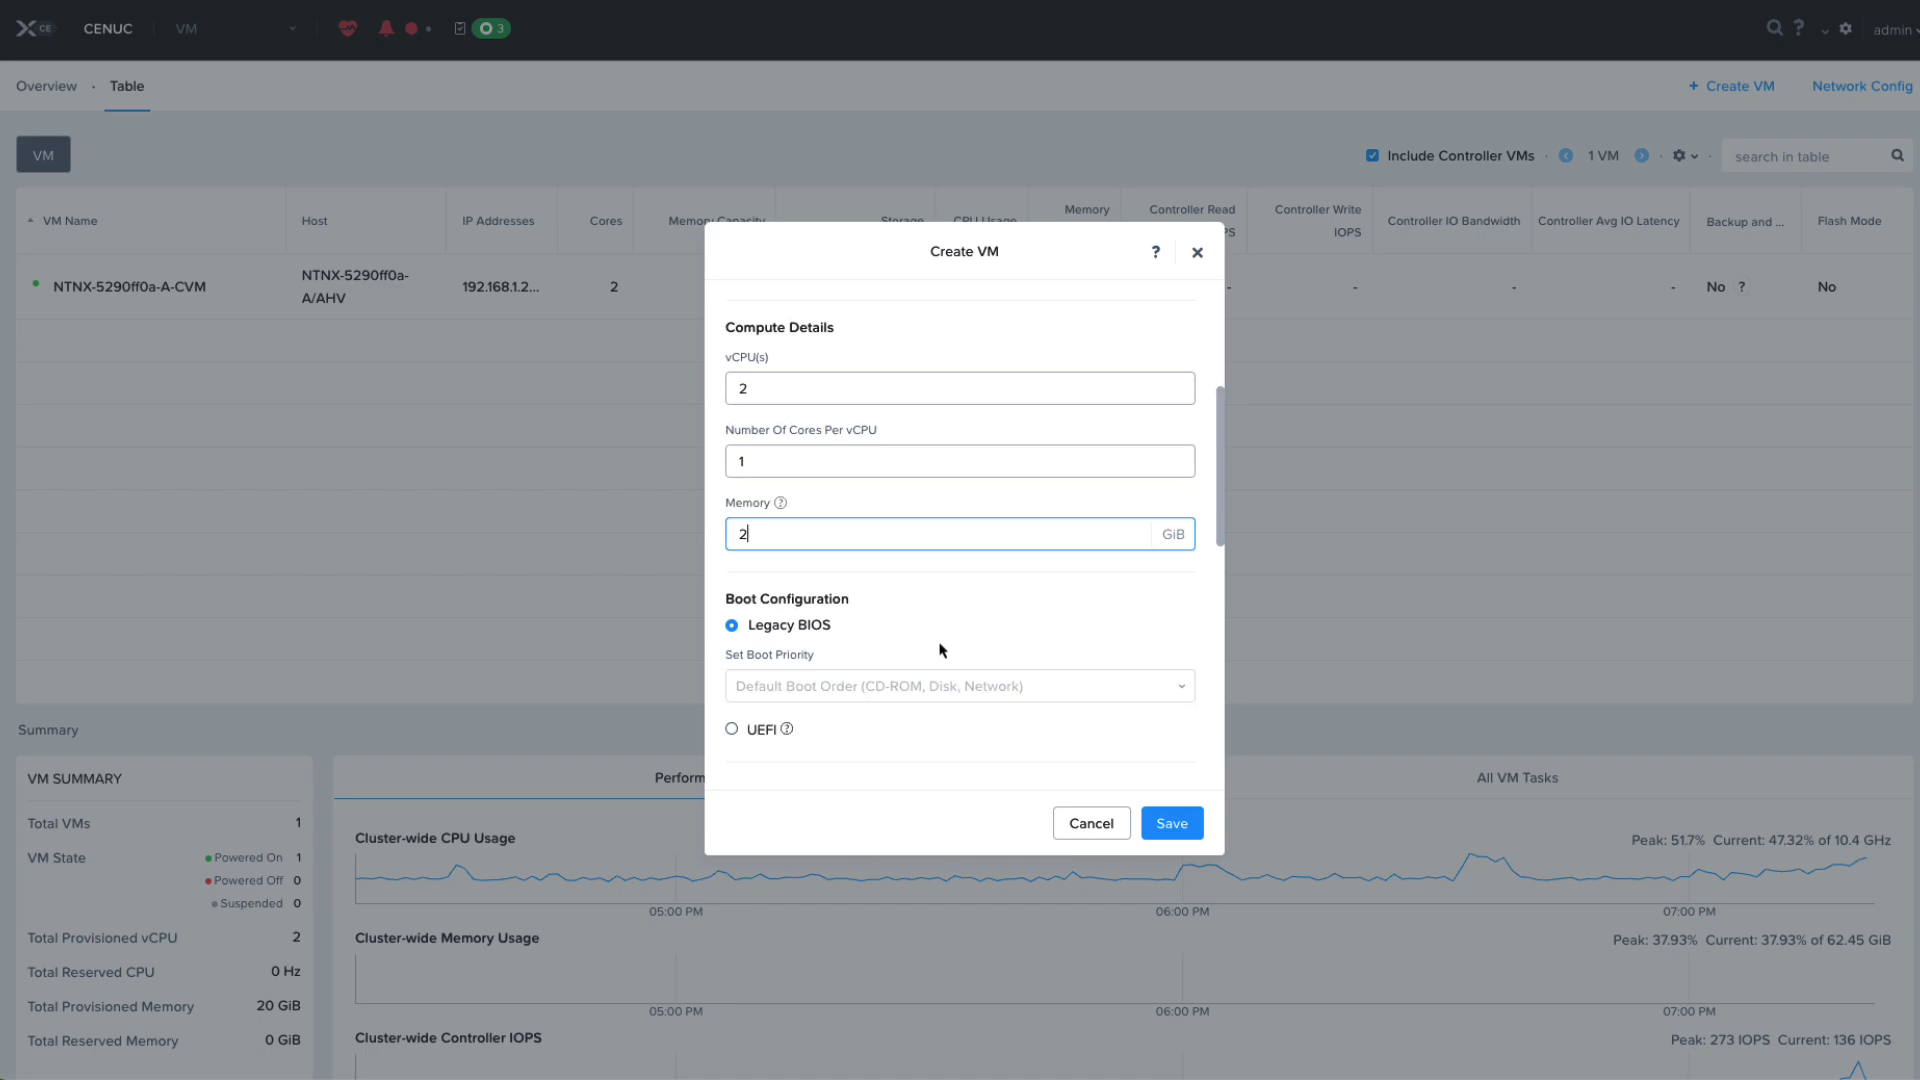 CE CENUC VM 3 admin
Overview · Table + Create VM Network Config
VM Include Controller VMs · 1 VM · · search in table
VM Name Host IP Addresses Cores Memory Capacity Storage CPU Usage Memory Controller Read Controller Write IOPS Controller IO Bandwidth Controller Avg IO Latency Backup and ... Flash Mode
NTNX-5290ff0a-A-CVM NTNX-5290ff0a-A/AHV 192.168.1.2... 2 - - - - No ? No
Create VM ?
Compute Details
vCPU(s)
2
Number Of Cores Per vCPU
1
Memory ?
2 GiB
Boot Configuration
Legacy BIOS
Set Boot Priority
Default Boot Order (CD-ROM, Disk, Network)
UEFI ?
Cancel Save
Summary
VM SUMMARY
Total VMs 1
VM State Powered On 1
Powered Off 0
Suspended 0
Total Provisioned vCPU 2
Total Reserved CPU 0 Hz
Total Provisioned Memory 20 GiB
Total Reserved Memory 0 GiB
All VM Tasks
Cluster-wide CPU Usage Peak: 51.7% Current: 47.32% of 10.4 GHz
05:00 PM 06:00 PM 07:00 PM
Cluster-wide Memory Usage Peak: 37.93% Current: 37.93% of 62.45 GiB
05:00 PM 06:00 PM 07:00 PM
Cluster-wide Controller IOPS Peak: 273 IOPS Current: 136 IOPS